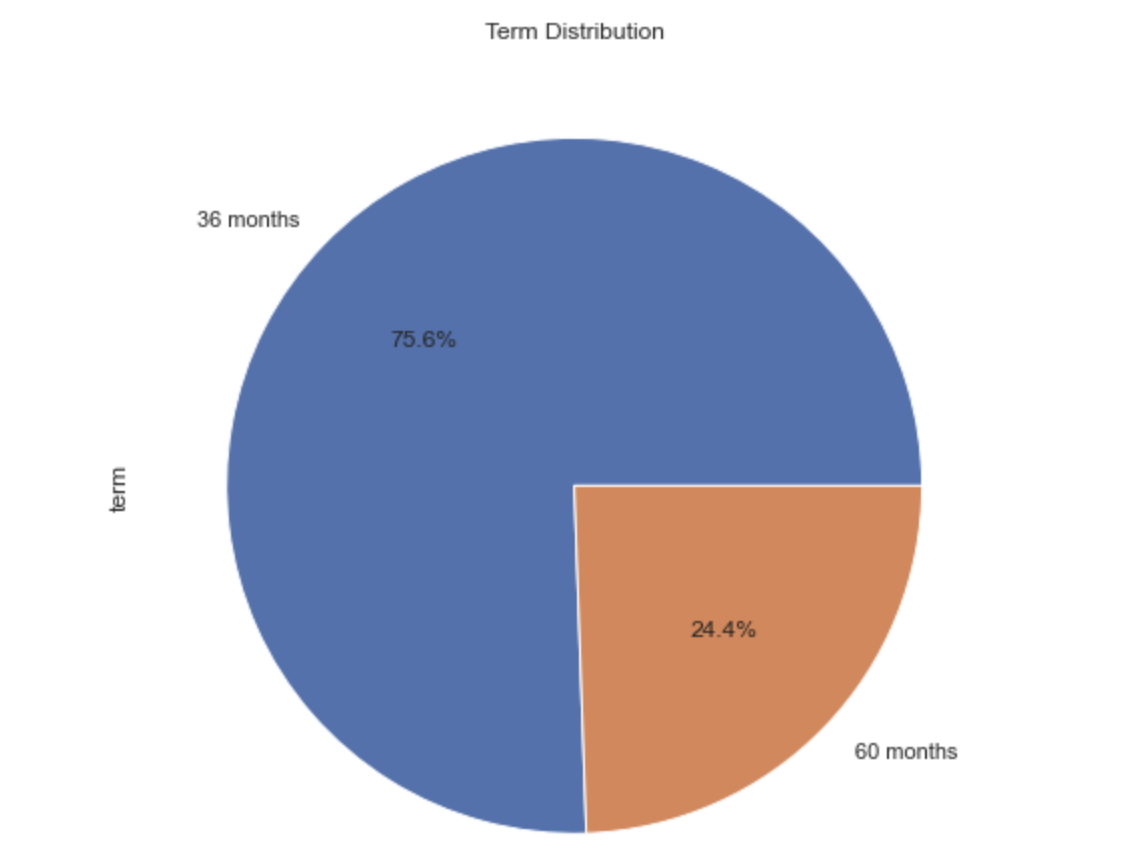 Term Distribution
36 months
75.6%
term
24.4%
60 months